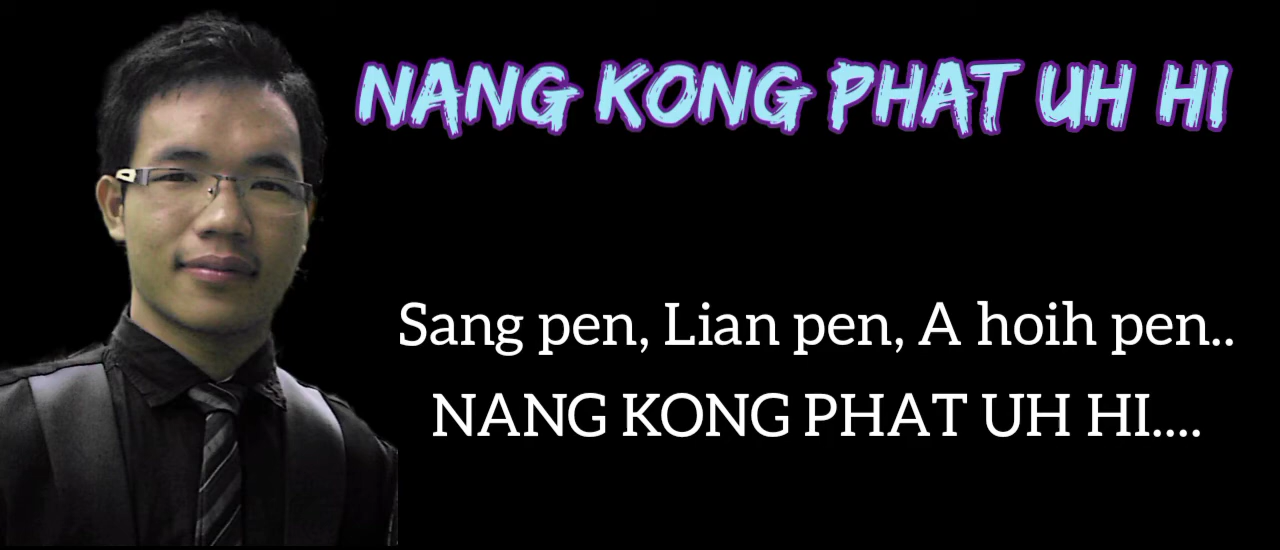 NANG KONG PHAT UH HI
Sang pen, Lian pen, A hoih pen..
NANG KONG PHAT UH HI....